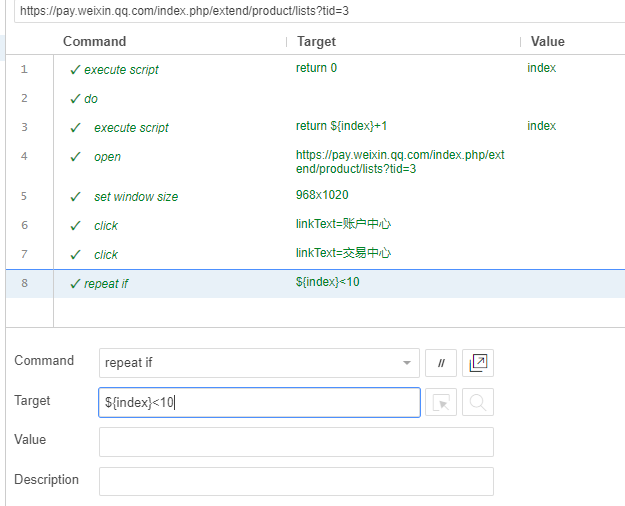 https://pay.weixin.qq.com/index.php/extend/product/lists?tid=3
Command Target Value
1 ✓ execute script return 0 index
2 ✓ do
3 ✓ execute script return ${index}+1 index
4 ✓ open https://pay.weixin.qq.com/index.php/ext
end/product/lists?tid=3
5 ✓ set window size 968x1020
6 ✓ click linkText=账户中心
7 ✓ click linkText=交易中心
8 ✓ repeat if ${index}<10
Command repeat if //
Target ${index}<10
Value
Description